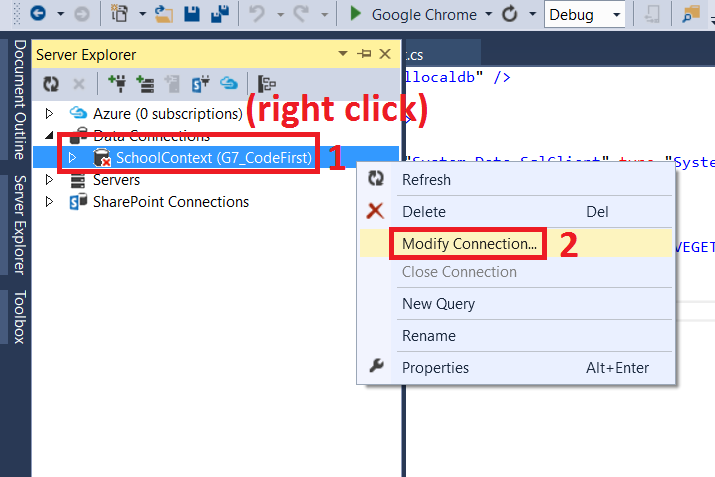 Google Chrome
Debug
Document Outline
Server Explorer
Toolbox
Server Explorer
.cs
llocaldb" />
Azure (0 subscriptions)
(right click)
Data Connections
SchoolContext (G7_CodeFirst)
1
"System.Data.SqlClient" type="Syste
Servers
SharePoint Connections
Refresh
Delete Del
Modify Connection...
2
VEGET
Close Connection
New Query
Rename
Properties Alt+Enter